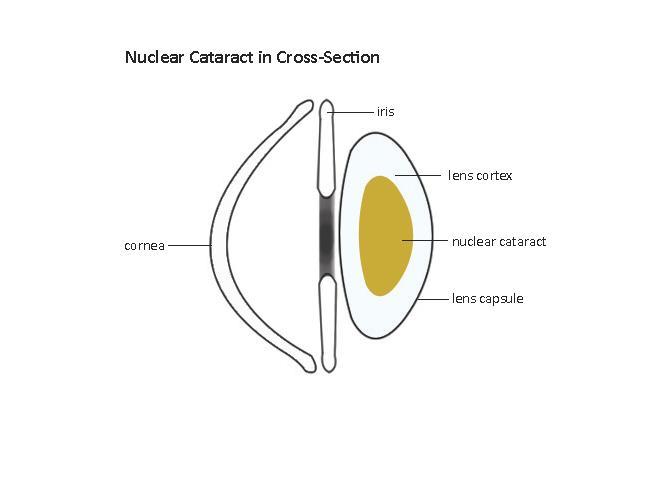 Nuclear Cataract in Cross-Section
iris
lens cortex
nuclear cataract
cornea
lens capsule